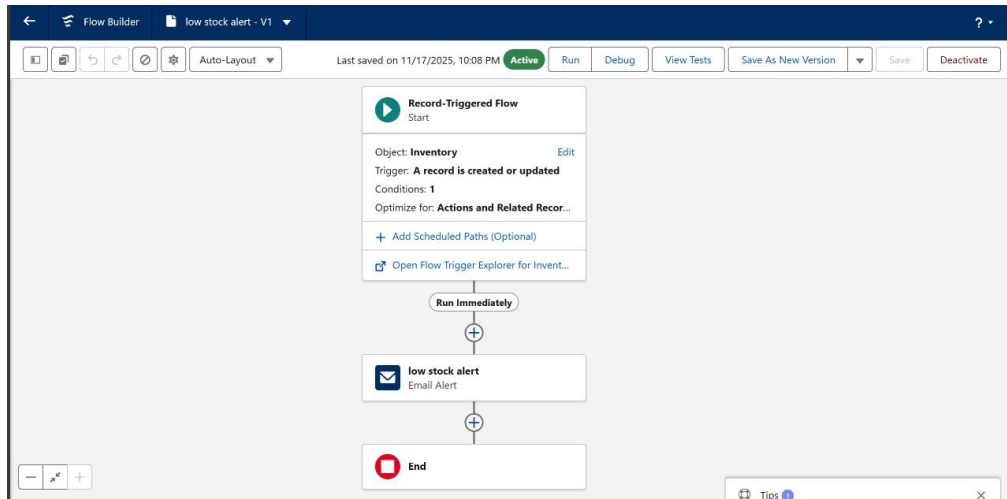 Flow Builder
low stock alert - V1
? 
Auto-Layout
Last saved on 11/17/2025, 10:08 PM
Active
Run
Debug
View Tests
Save As New Version
Save
Deactivate
Record-Triggered Flow
Start
Object: Inventory
Edit
Trigger: A record is created or updated
Conditions: 1
Optimize for: Actions and Related Recor...
+ Add Scheduled Paths (Optional)
Open Flow Trigger Explorer for Invent...
Run Immediately
low stock alert
Email Alert
End
Tips 1